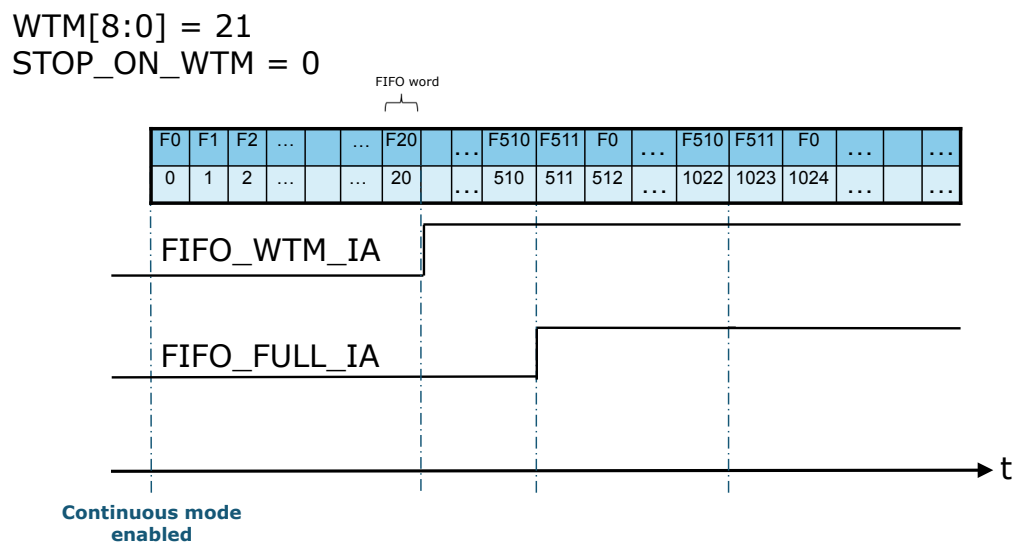 WTM[8:0] = 21
STOP_ON_WTM = 0
FIFO word
F0 F1 F2 ... ... F20 ... F510 F511 F0 ... F510 F511 F0 ... ...
0 1 2 ... ... 20 ... 510 511 512 ... 1022 1023 1024 ... ...
FIFO_WTM_IA
FIFO_FULL_IA
t
Continuous mode
enabled